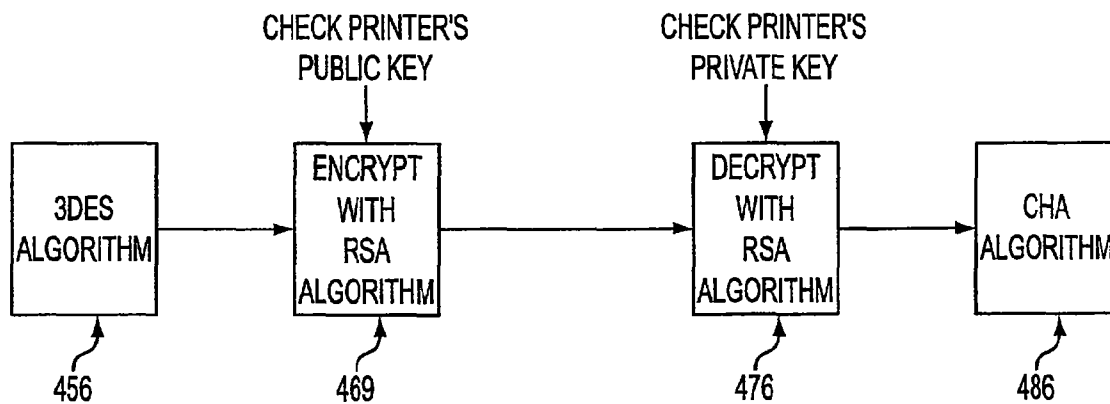 CHECK PRINTER'S
PUBLIC KEY
CHECK PRINTER'S
PRIVATE KEY
3DES
ALGORITHM
ENCRYPT
WITH
RSA
ALGORITHM
DECRYPT
WITH
RSA
ALGORITHM
CHA
ALGORITHM
456
469
476
486